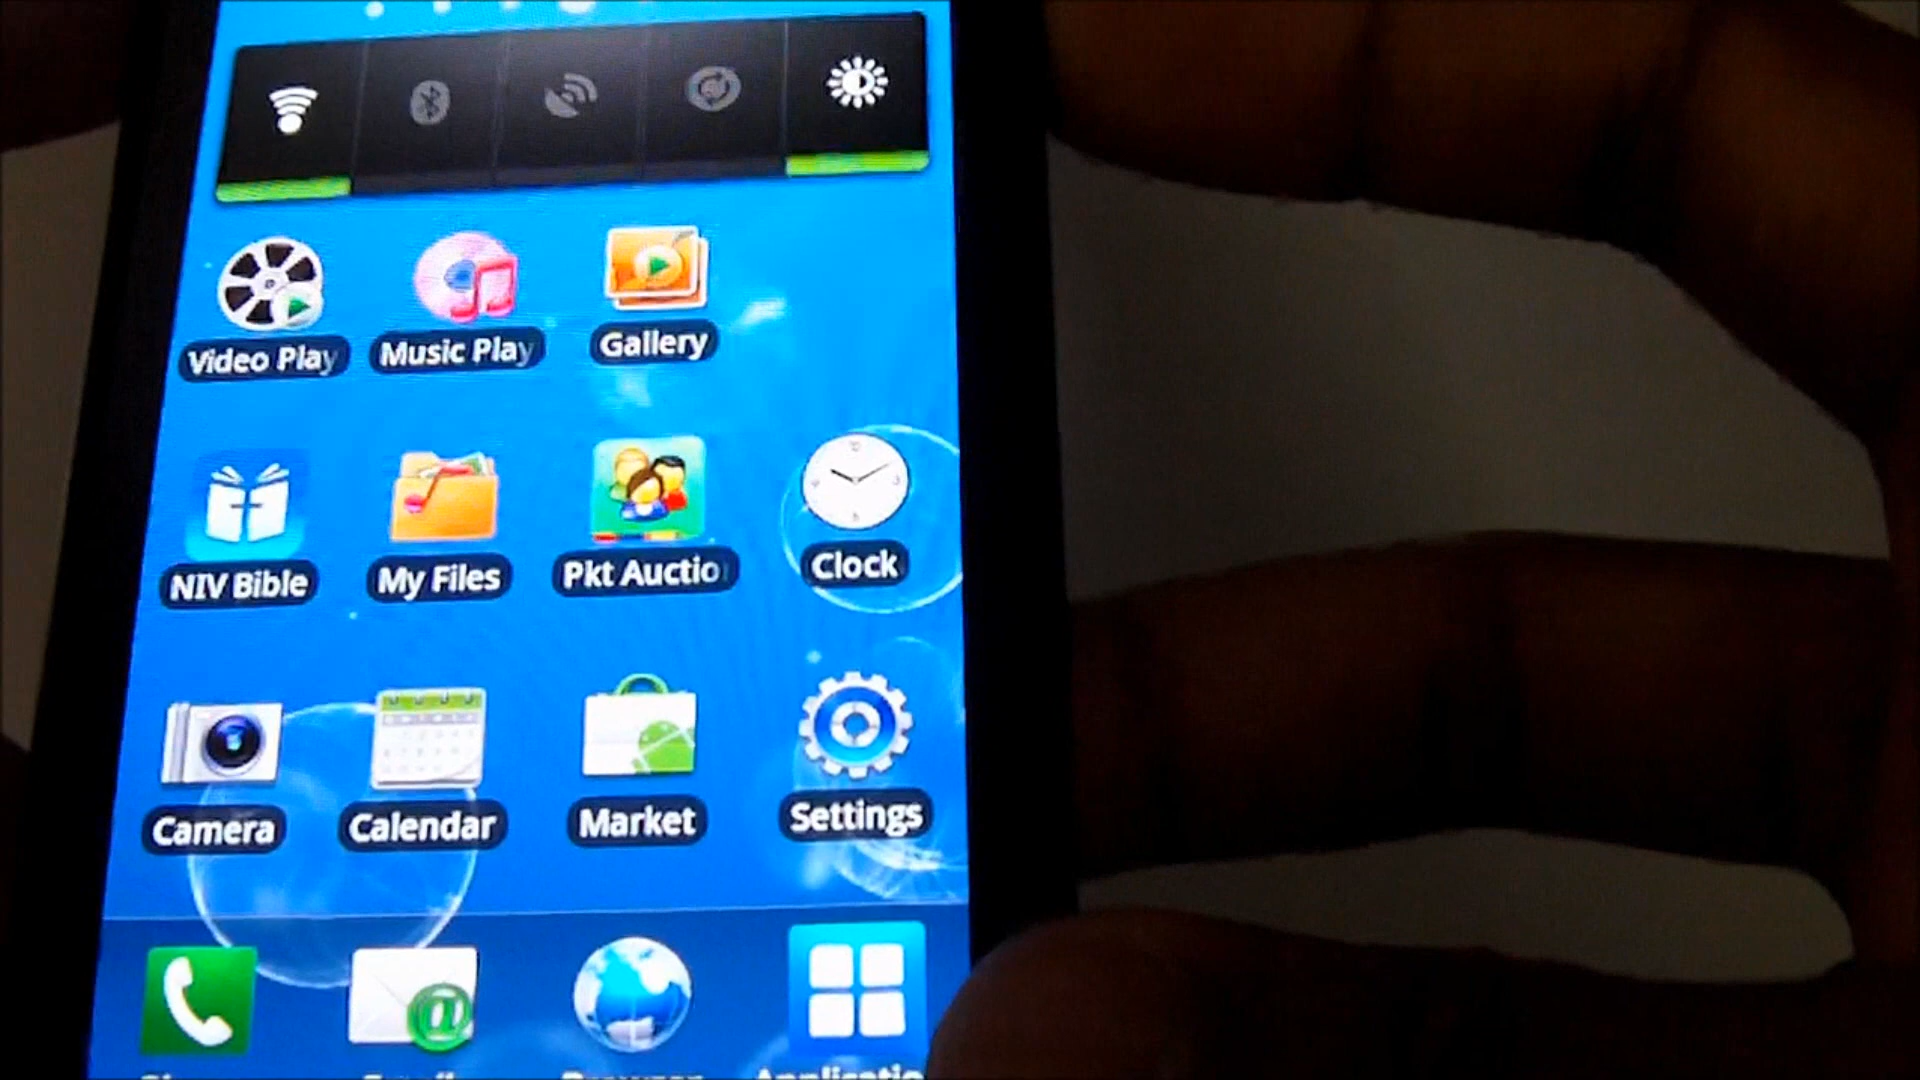 Video Play
Music Play
Gallery
NIV Bible
My Files
Pkt Auctio
Clock
Camera
Calendar
Market
Settings